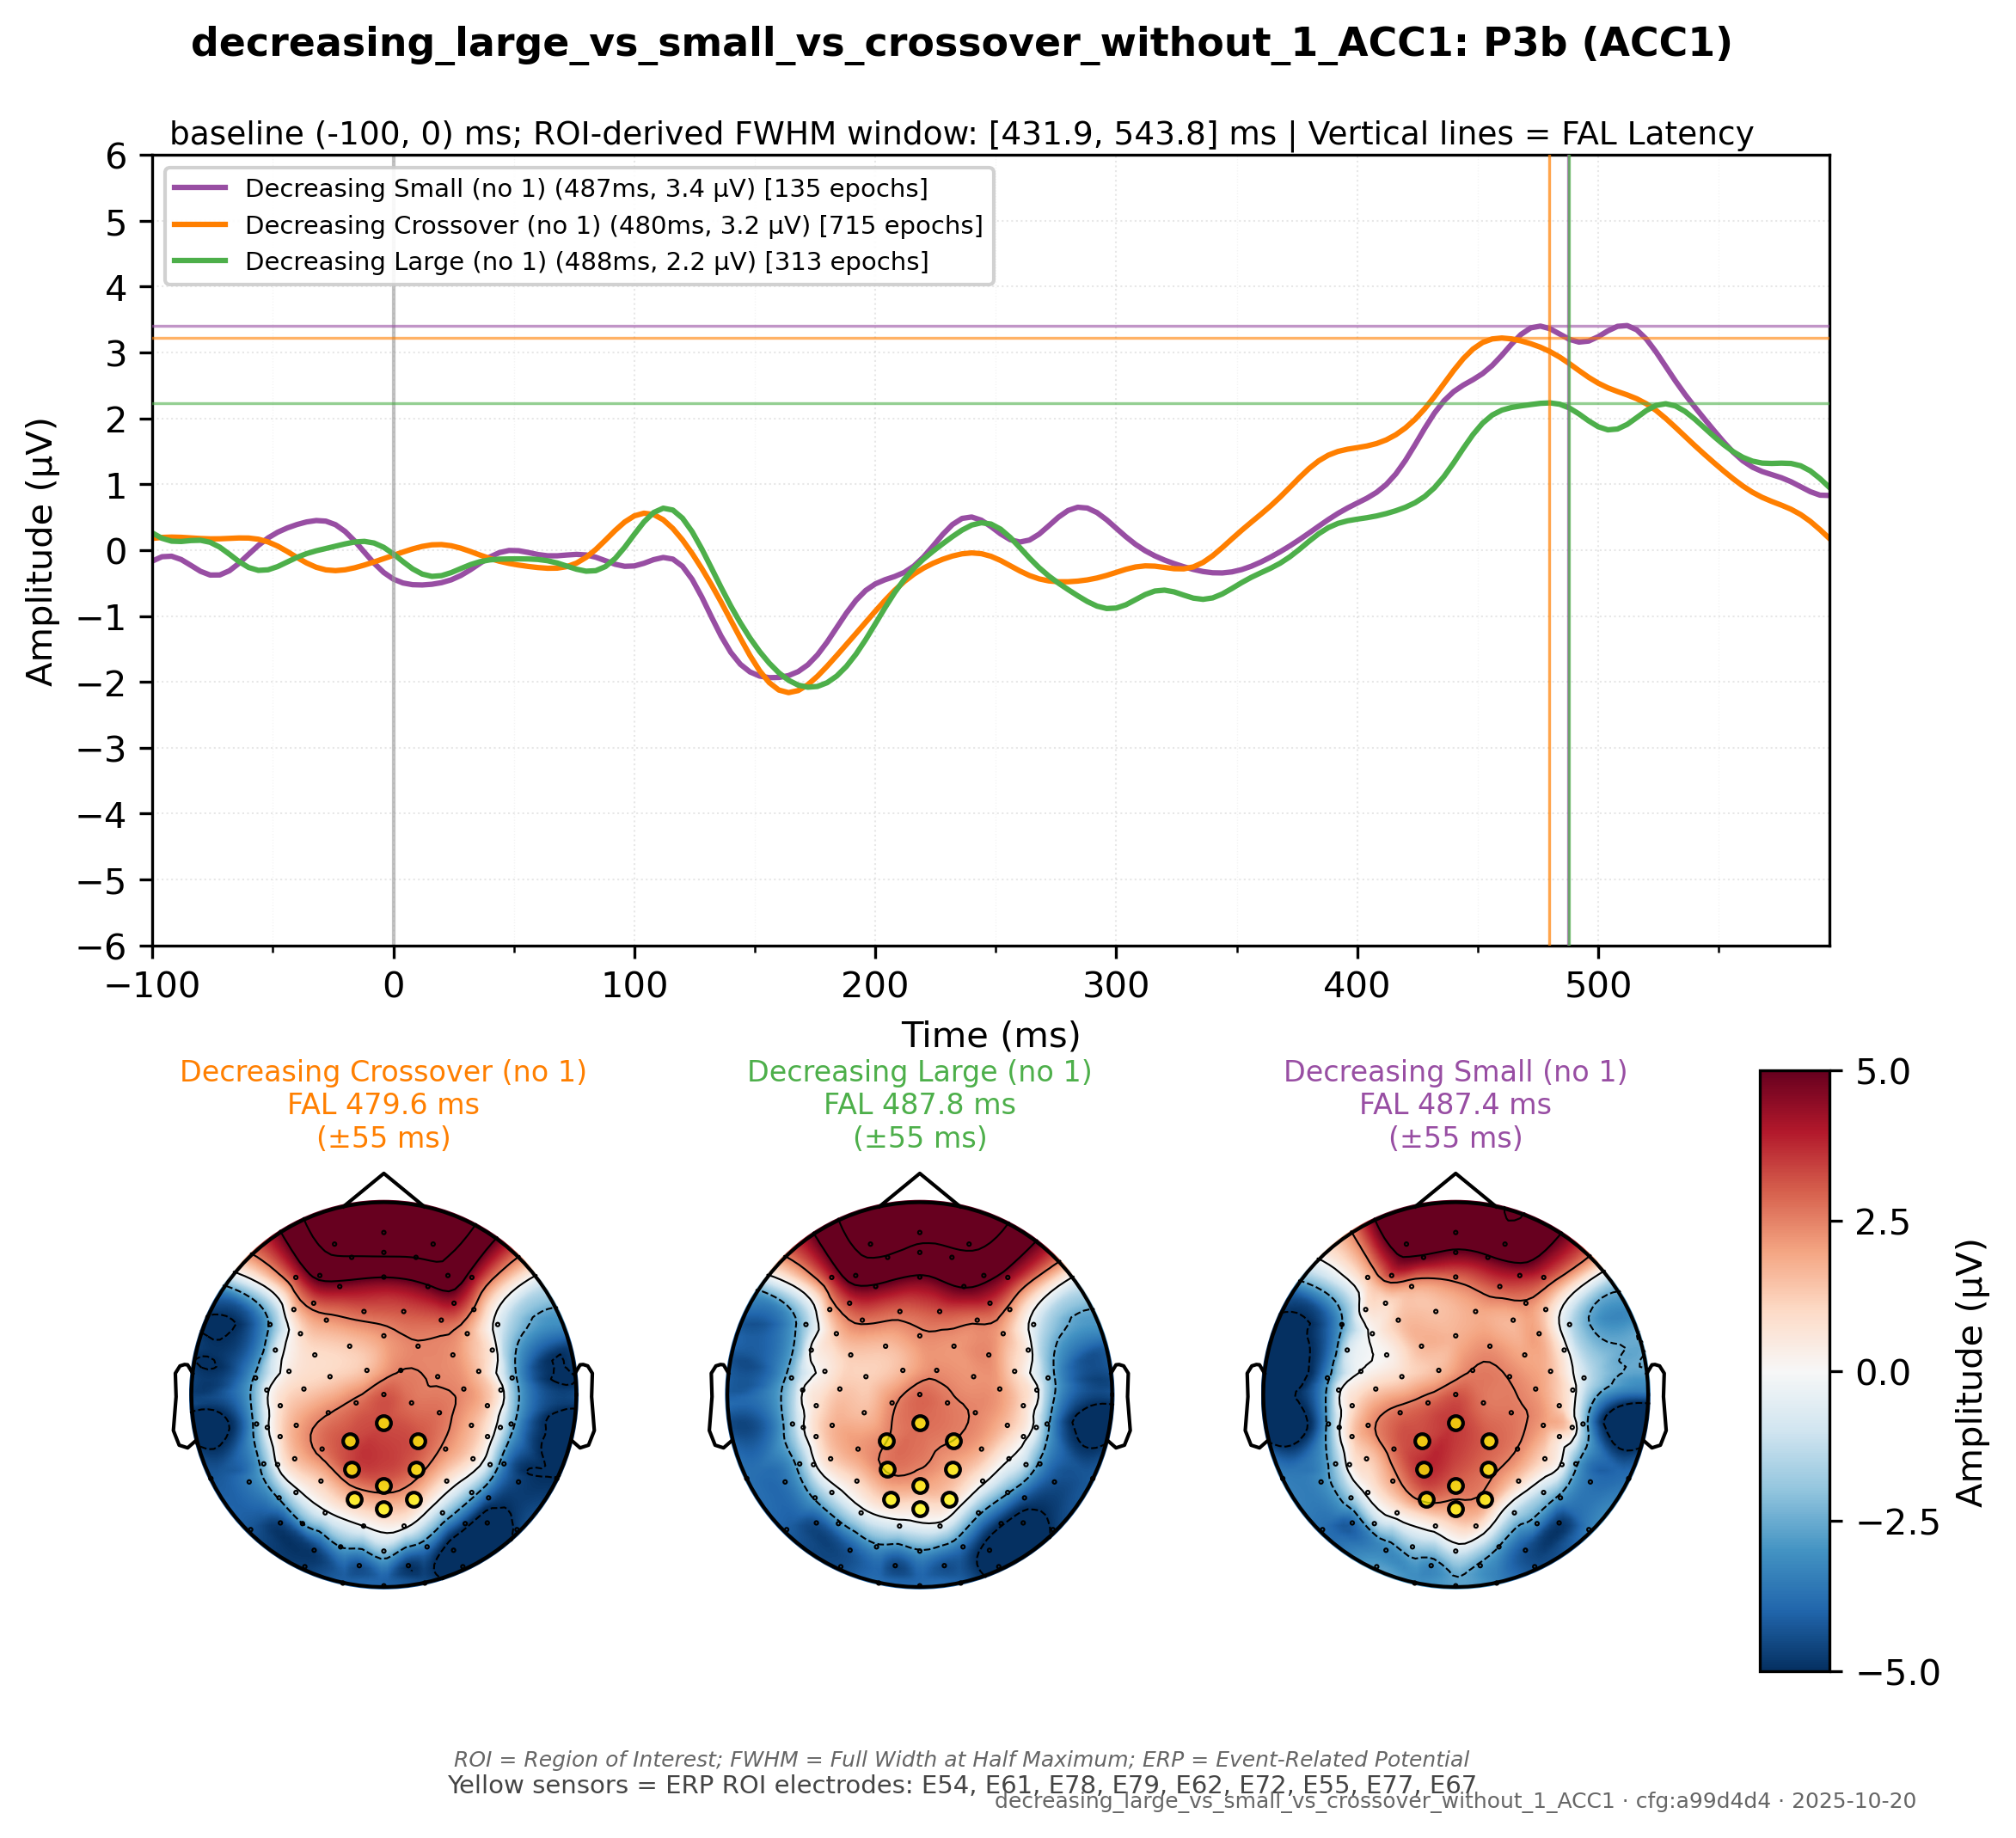 decreasing_large_vs_small_vs_crossover_without_1_ACC1: P3b (ACC1)
baseline (-100, 0) ms; ROI-derived FWHM window: [431.9, 543.8] ms | Vertical lines = FAL Latency
Decreasing Small (no 1) (487ms, 3.4 µV) [135 epochs]
Decreasing Crossover (no 1) (480ms, 3.2 µV) [715 epochs]
Decreasing Large (no 1) (488ms, 2.2 µV) [313 epochs]
Amplitude (µV)
6
5
4
3
2
1
0
−1
−2
−3
−4
−5
−6
−100 0 100 200 300 400 500
Time (ms)
Decreasing Crossover (no 1)
FAL 479.6 ms
(±55 ms)
Decreasing Large (no 1)
FAL 487.8 ms
(±55 ms)
Decreasing Small (no 1)
FAL 487.4 ms
(±55 ms)
5.0
2.5
0.0
−2.5
−5.0
Amplitude (µV)
ROI = Region of Interest; FWHM = Full Width at Half Maximum; ERP = Event-Related Potential
Yellow sensors = ERP ROI electrodes: E54, E61, E78, E79, E62, E72, E55, E77, E67
decreasing_large_vs_small_vs_crossover_without_1_ACC1 · cfg:a99d4d4 · 2025-10-20